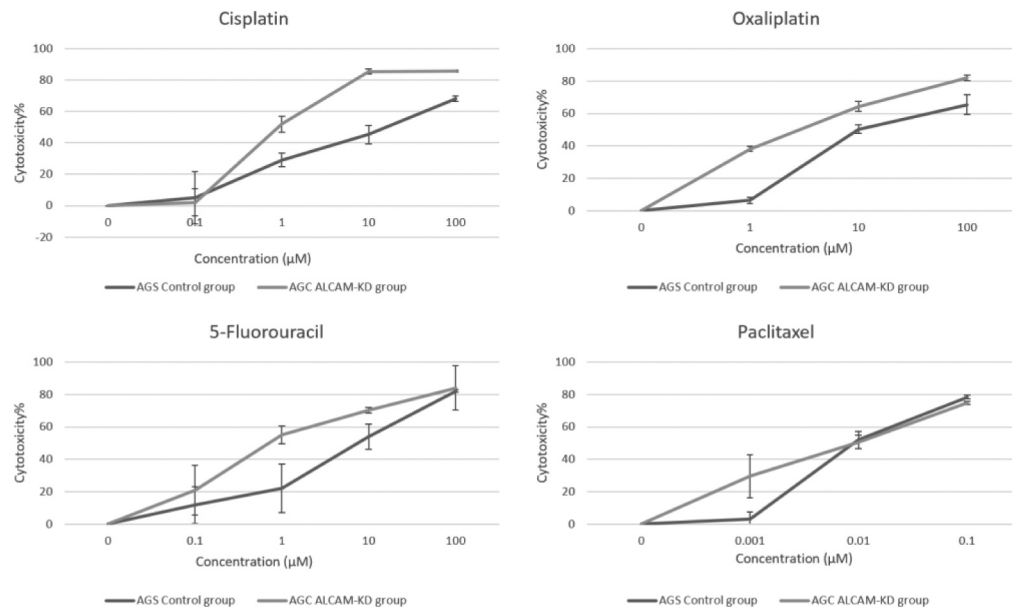 Cisplatin
100
80
60
40
20
0
-20
Cytotoxicity%
0 0.1 1 10 100
Concentration (μM)
AGS Control group AGC ALCAM-KD group
Oxaliplatin
100
80
60
40
20
0
Cytotoxicity%
0 1 10 100
Concentration (μM)
AGS Control group AGC ALCAM-KD group
5-Fluorouracil
100
80
60
40
20
0
Cytotoxicity%
0 0.1 1 10 100
Concentration (μM)
AGS Control group AGC ALCAM-KD group
Paclitaxel
100
80
60
40
20
0
Cytotoxicity%
0 0.001 0.01 0.1
Concentration (μM)
AGS Control group AGC ALCAM-KD group